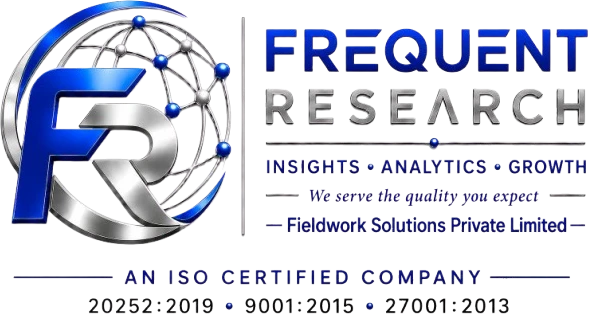 FR
FREQUENT
RESEARCH
INSIGHTS • ANALYTICS • GROWTH
We serve the quality you expect
Fieldwork Solutions Private Limited
AN ISO CERTIFIED COMPANY
20252:2019 • 9001:2015 • 27001:2013